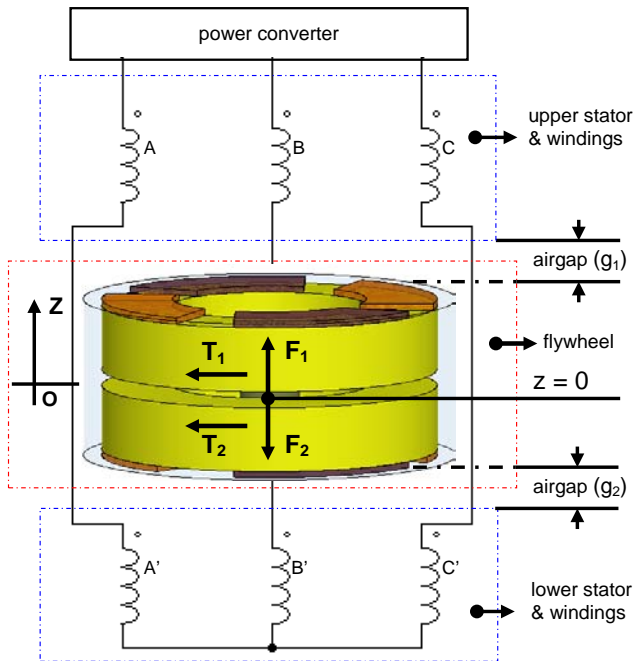 power converter
upper stator
& windings
A
B
C
airgap (g₁)
Z
T₁
F₁
flywheel
O
z = 0
T₂
F₂
airgap (g₂)
A'
B'
C'
lower stator
& windings